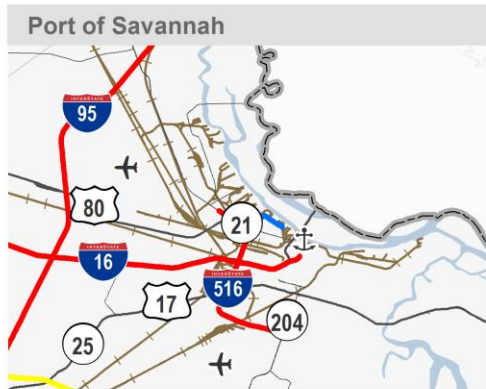 Port of Savannah
INTERSTATE
95
80
21
INTERSTATE
16
INTERSTATE
516
17
204
25